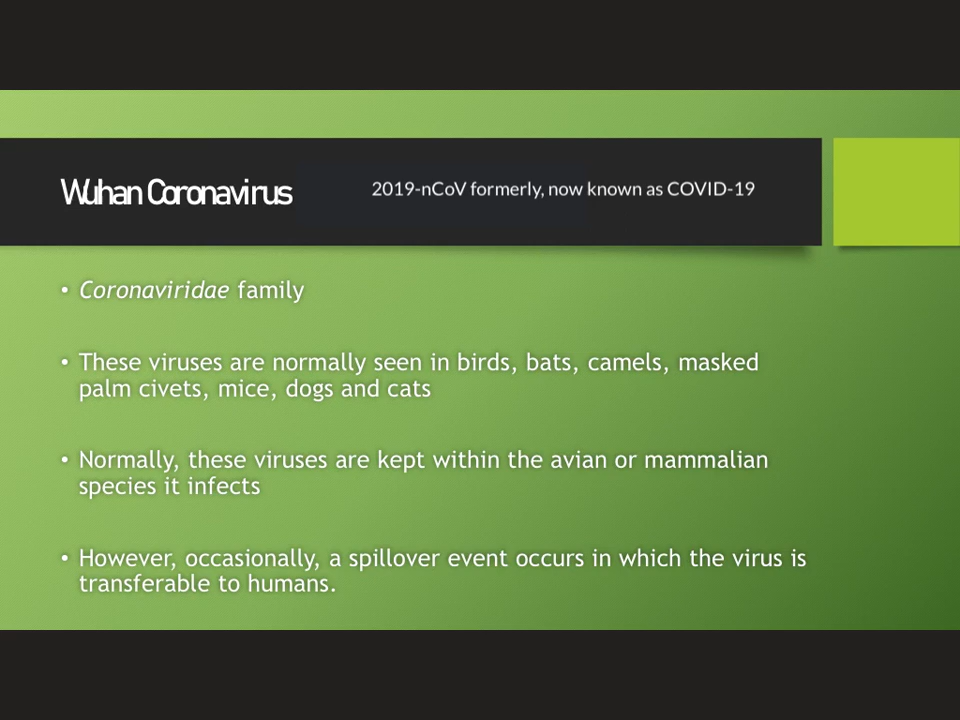 Wuhan Coronavirus
2019-nCoV formerly, now known as COVID-19
• Coronaviridae family
• These viruses are normally seen in birds, bats, camels, masked
palm civets, mice, dogs and cats
• Normally, these viruses are kept within the avian or mammalian
species it infects
• However, occasionally, a spillover event occurs in which the virus is
transferable to humans.